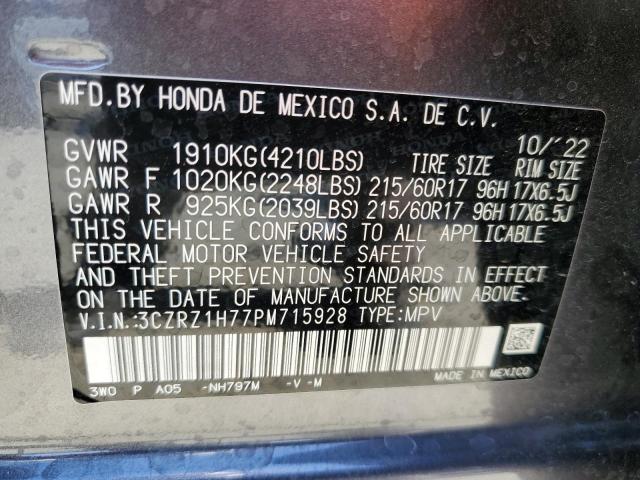 MFD.BY HONDA DE MEXICO S.A. DE C.V.
10/'22
GVWR 1910KG(4210LBS) TIRE SIZE RIM SIZE
GAWR F 1020KG(2248LBS) 215/60R17 96H 17X6.5J
GAWR R 925KG(2039LBS) 215/60R17 96H 17X6.5J
THIS VEHICLE CONFORMS TO ALL APPLICABLE
FEDERAL MOTOR VEHICLE SAFETY
AND THEFT PREVENTION STANDARDS IN EFFECT
ON THE DATE OF MANUFACTURE SHOWN ABOVE.
V.I.N.:3CZRZ1H77PM715928 TYPE:MPV
3W0 P A05 -NH797M -V -M
MADE IN MEXICO